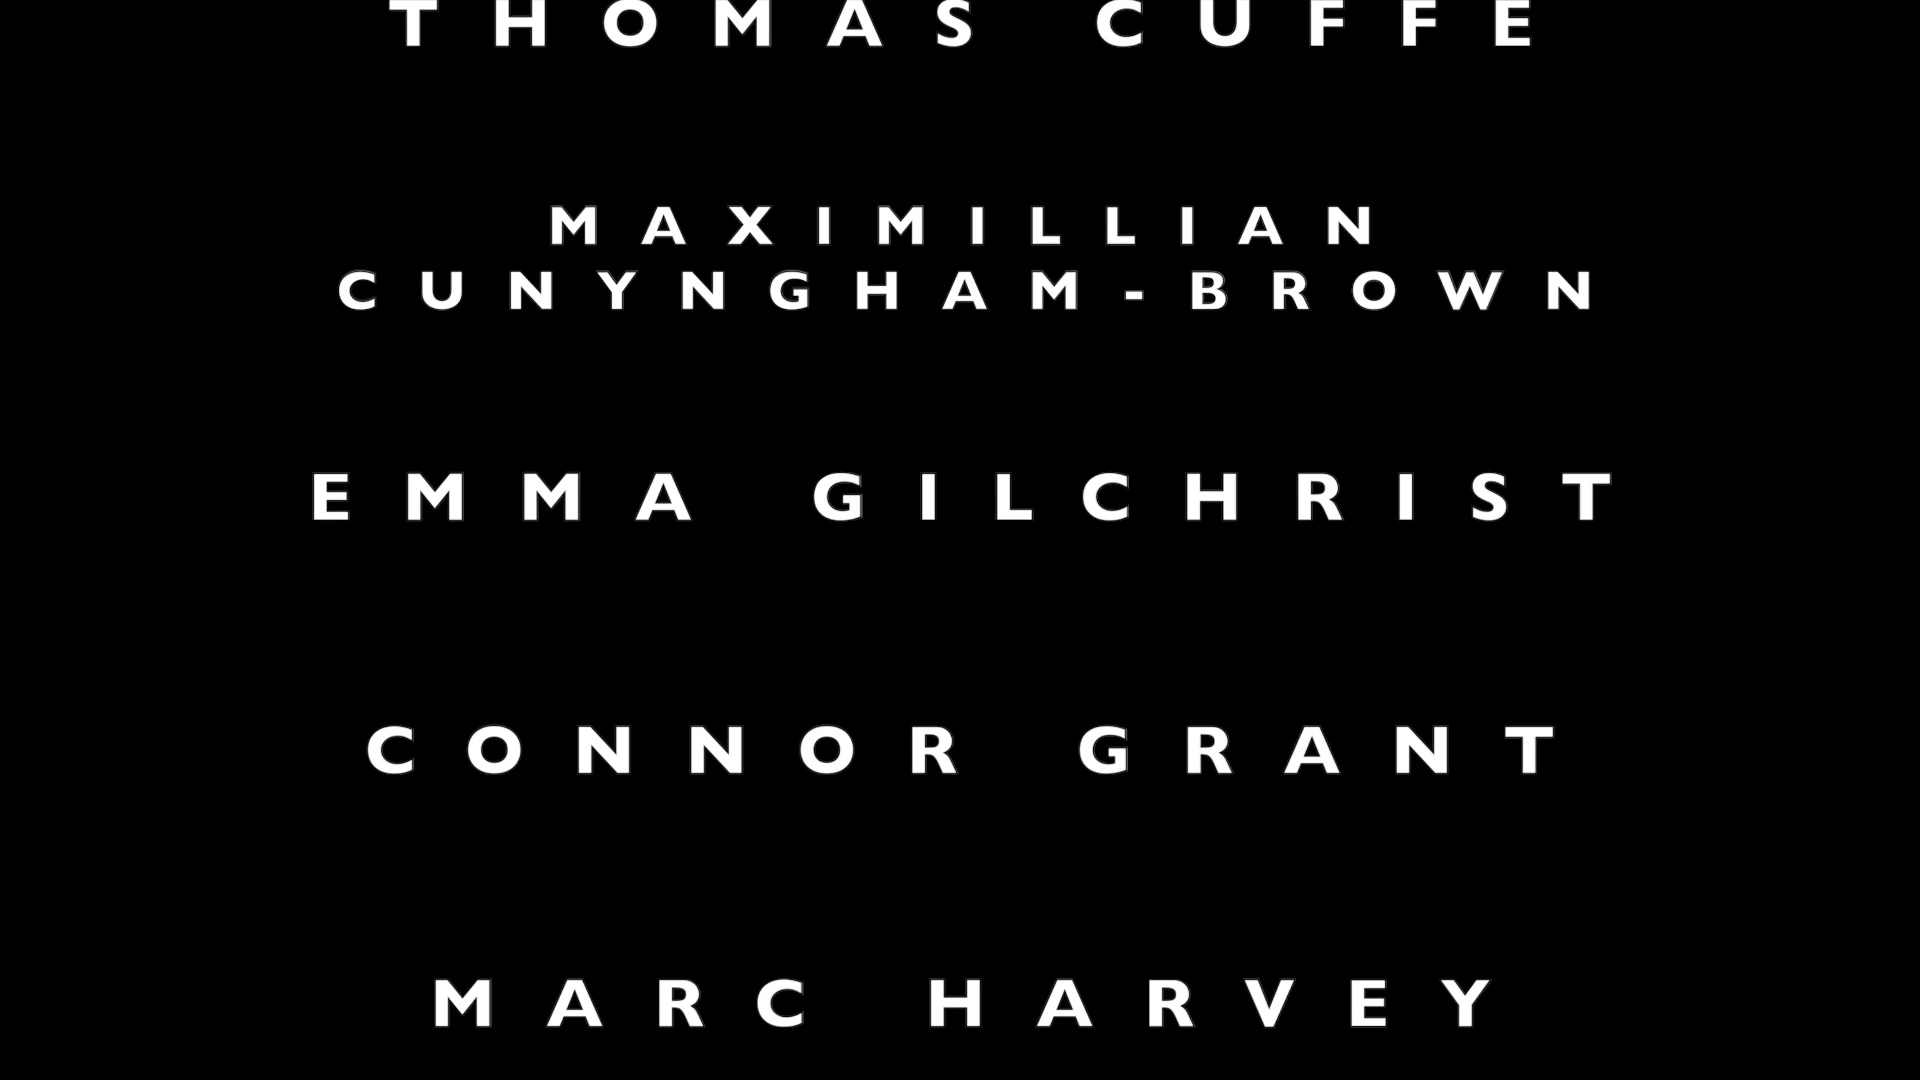 THOMAS CUFFE
MAXIMILLIAN
CUNYNGHAM-BROWN
EMMA GILCHRIST
CONNOR GRANT
MARC HARVEY